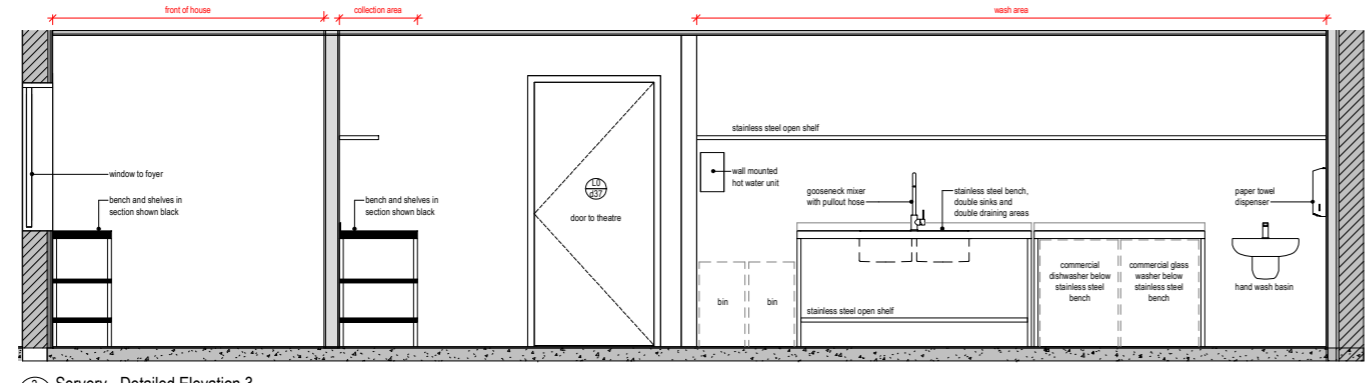 front of house
collection area
wash area
stainless steel open shelf
window to foyer
bench and shelves in
section shown black
bench and shelves in
section shown black
L0
d37
door to theatre
wall mounted
hot water unit
gooseneck mixer
with pullout hose
stainless steel bench,
double sinks and
double draining areas
paper towel
dispenser
bin
bin
stainless steel open shelf
commercial
dishwasher below
stainless steel
bench
commercial glass
washer below
stainless steel
bench
hand wash basin
Servery - Detailed Elevation 3